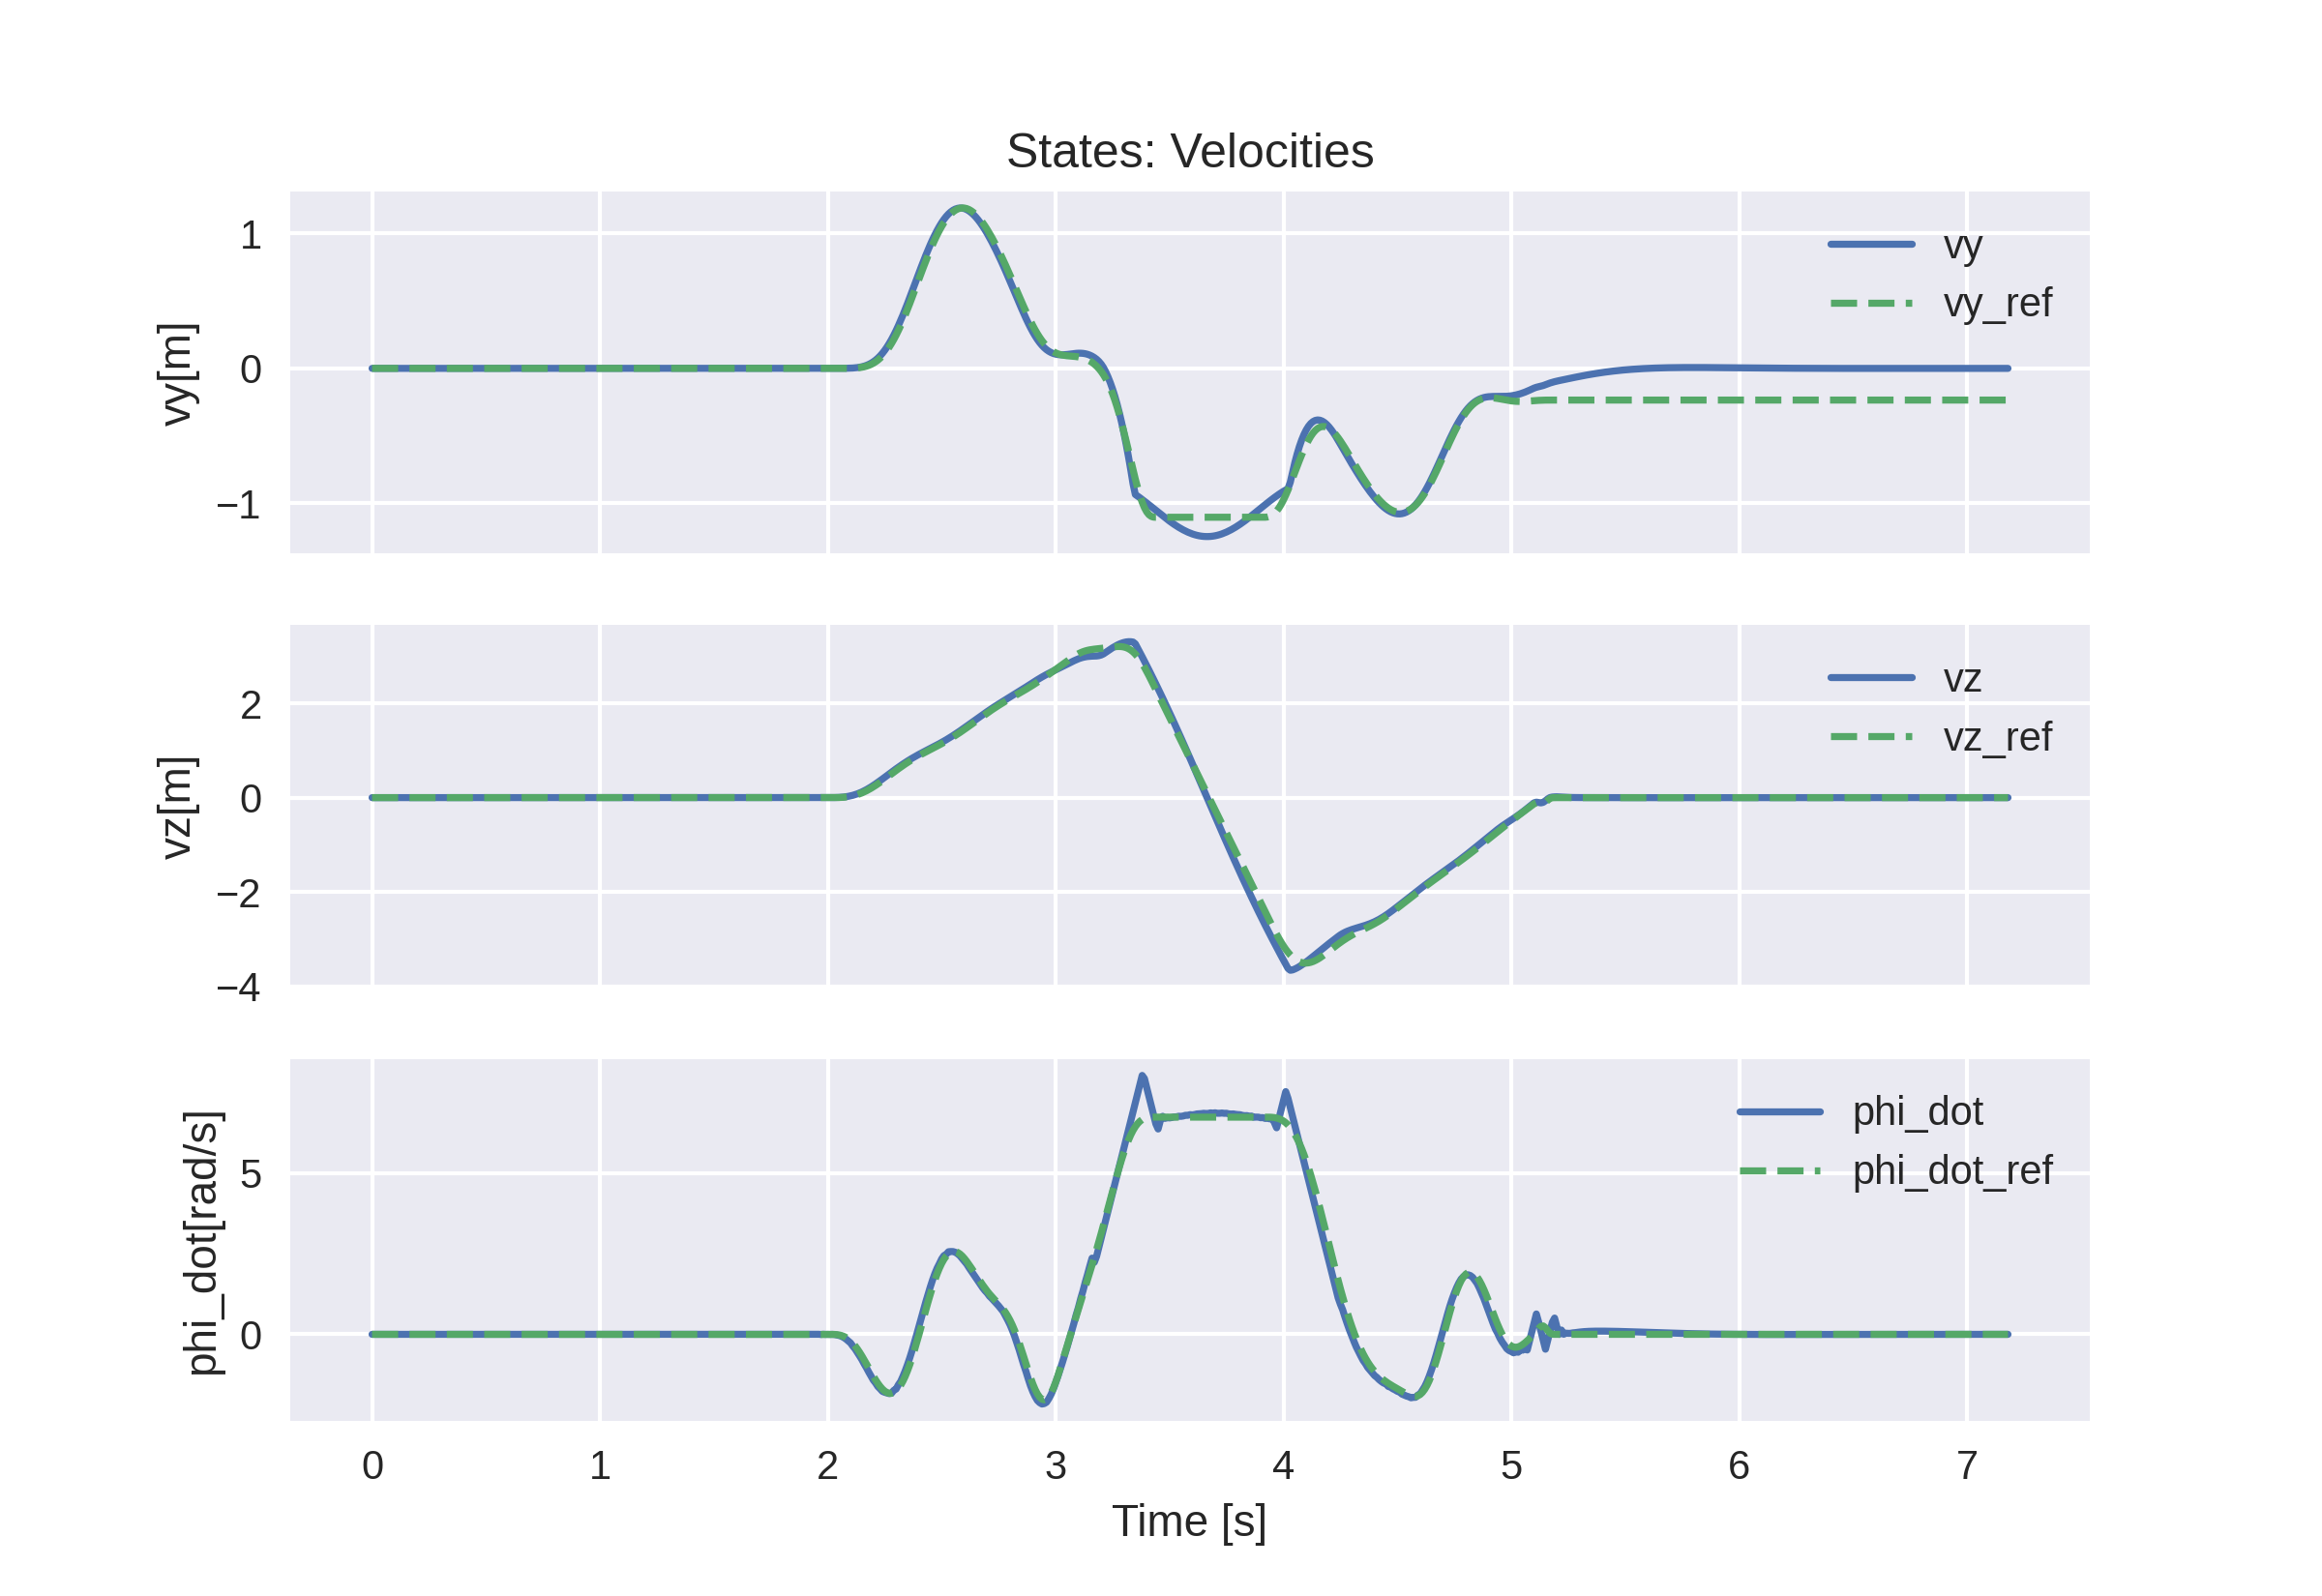 States: Velocities
1
0
−1
vy[m]
vy
vy_ref
2
0
−2
−4
vz[m]
vz
vz_ref
5
0
phi_dot[rad/s]
phi_dot
phi_dot_ref
0 1 2 3 4 5 6 7
Time [s]